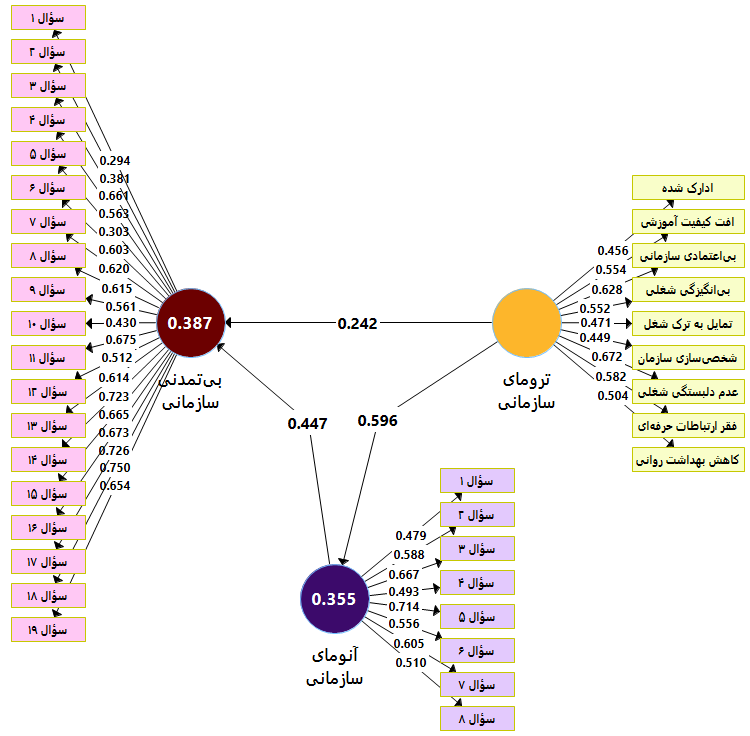 سؤال ۱
سؤال ۲
سؤال ۳
سؤال ۴
سؤال ۵
سؤال ۶
سؤال ۷
سؤال ۸
سؤال ۹
سؤال ۱۰
سؤال ۱۱
سؤال ۱۲
سؤال ۱۳
سؤال ۱۴
سؤال ۱۵
سؤال ۱۶
سؤال ۱۷
سؤال ۱۸
سؤال ۱۹
0.294
0.381
0.661
0.563
0.303
0.603
0.620
0.615
0.561
0.430
0.675
0.512
0.614
0.723
0.665
0.673
0.726
0.750
0.654
0.387
بی‌تمدنی
سازمانی
0.242
0.447
0.596
ترومای
سازمانی
0.456
0.554
0.628
0.552
0.471
0.449
0.672
0.582
0.504
ادارک شده
افت کیفیت آموزشی
بی‌اعتمادی سازمانی
بی‌انگیزگی شغلی
تمایل به ترک شغل
شخصی‌سازی سازمان
عدم دلبستگی شغلی
فقر ارتباطات حرفه‌ای
کاهش بهداشت روانی
0.355
آنومای
سازمانی
0.479
0.588
0.667
0.493
0.714
0.556
0.605
0.510
سؤال ۱
سؤال ۲
سؤال ۳
سؤال ۴
سؤال ۵
سؤال ۶
سؤال ۷
سؤال ۸